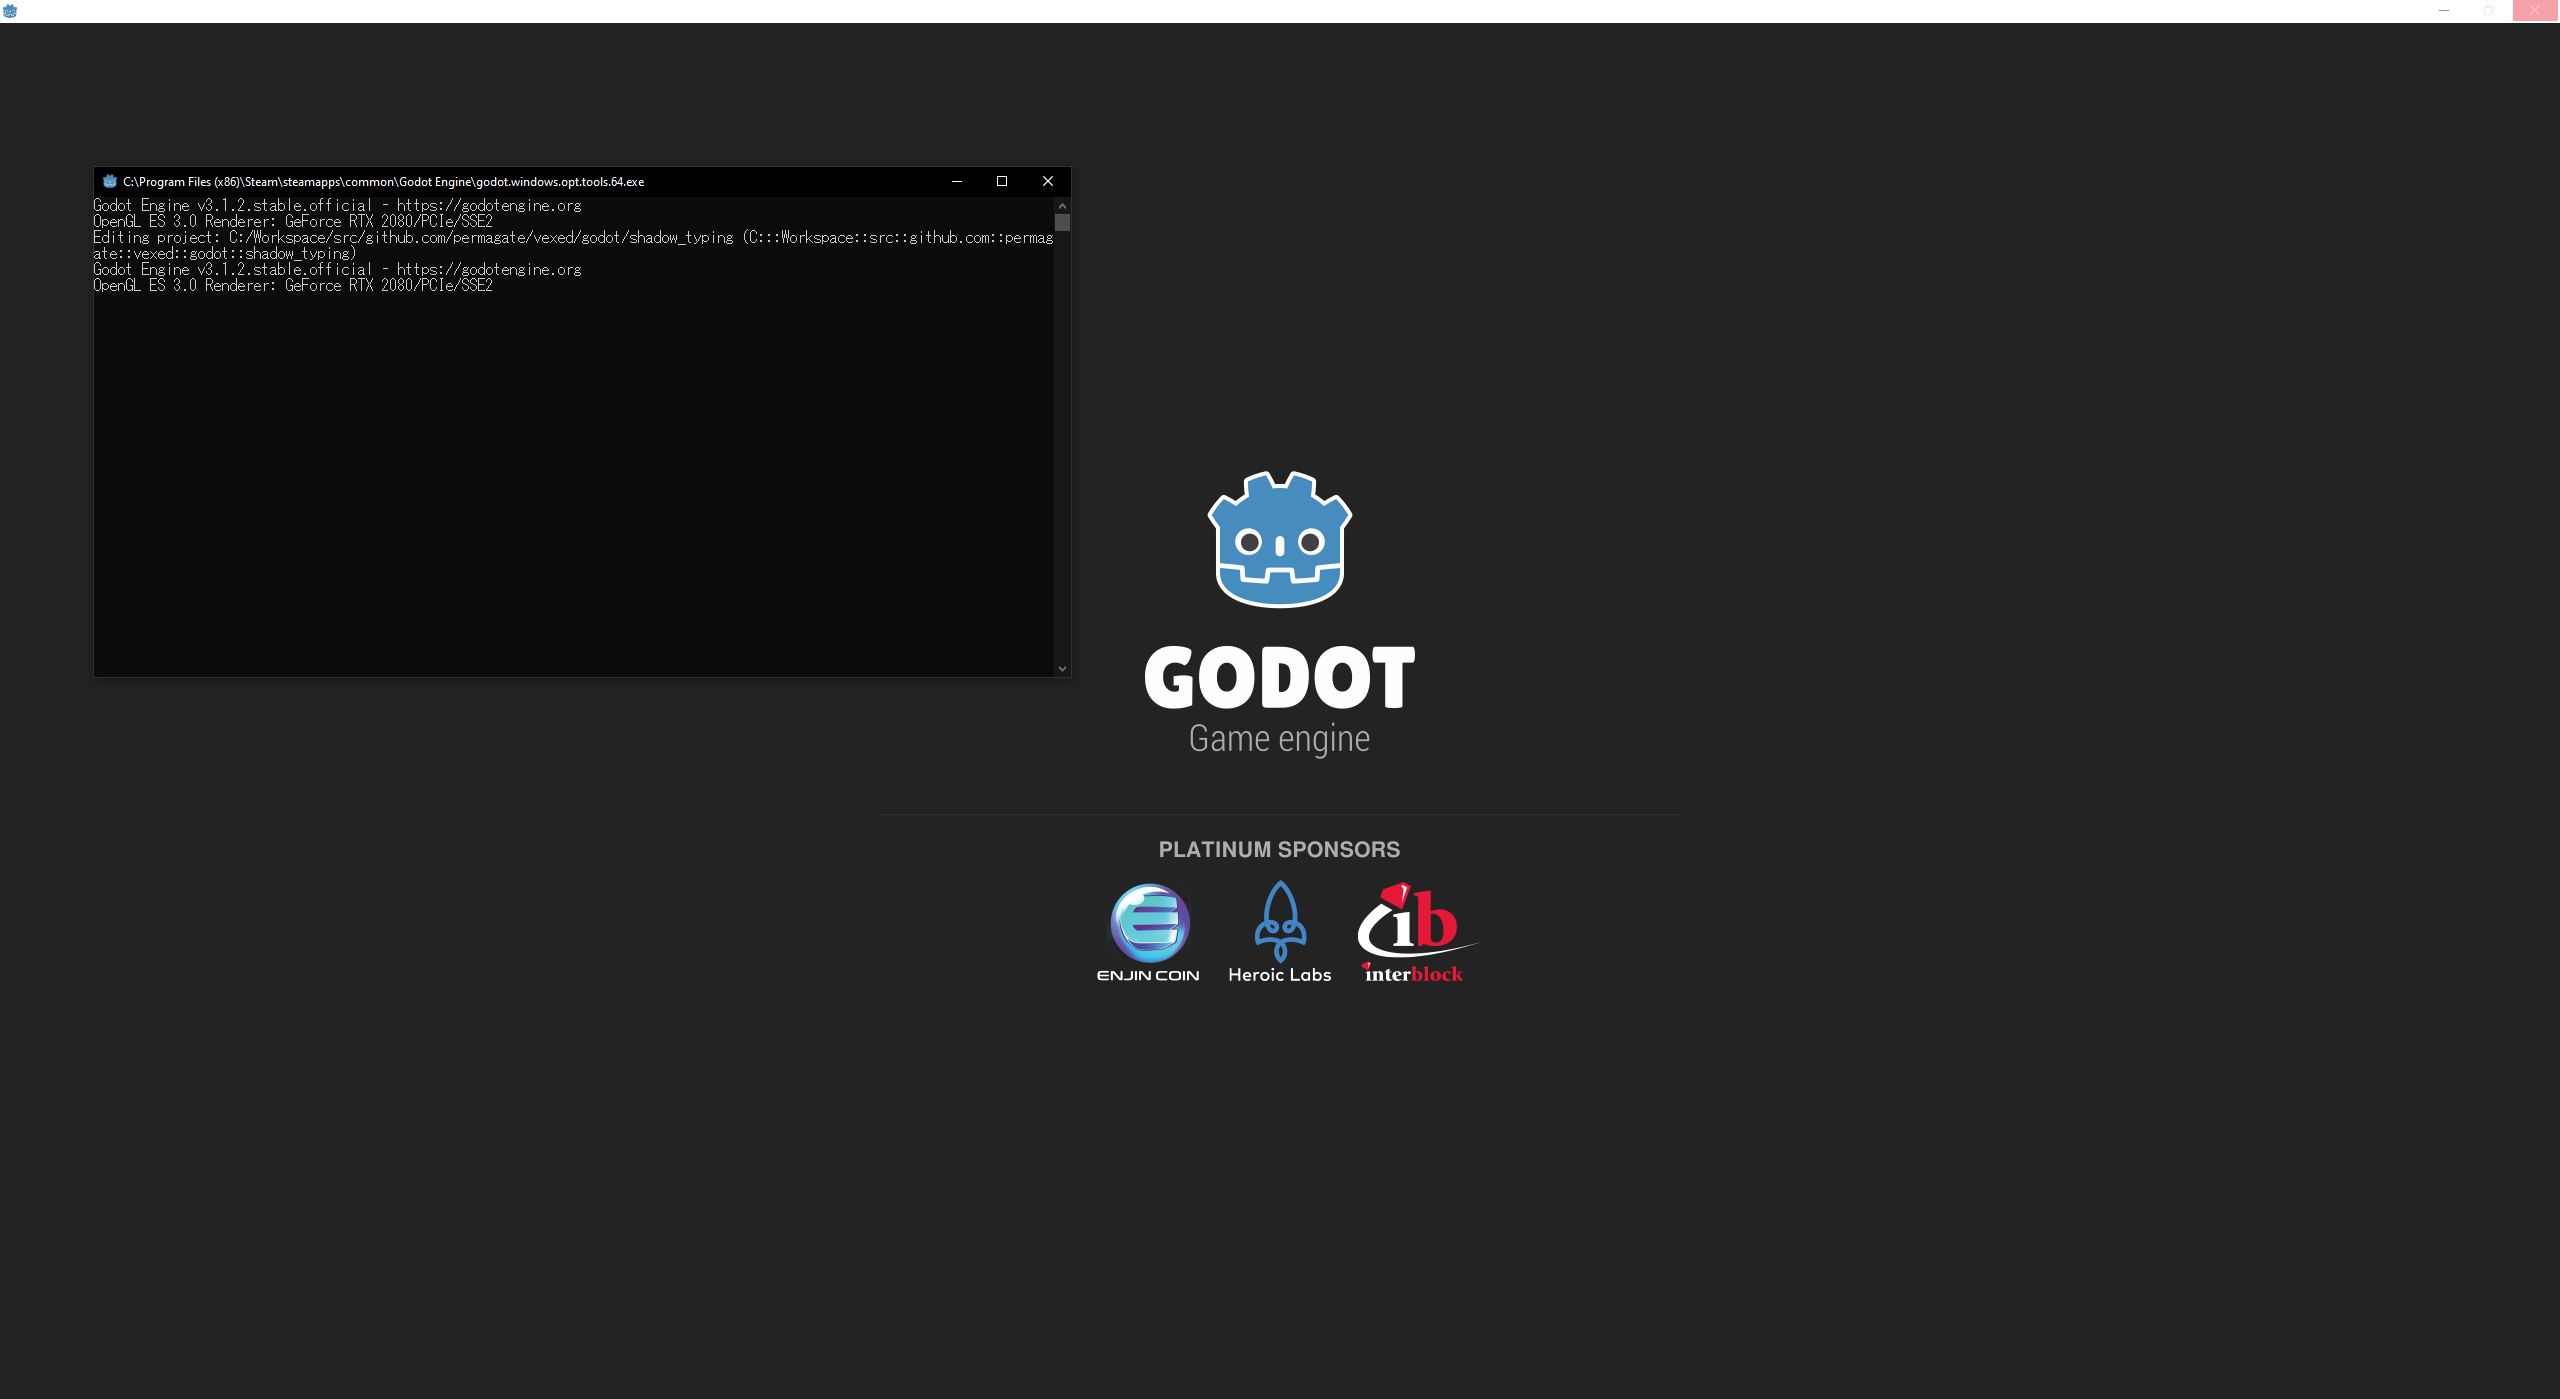 C:\Program Files (x86)\Steam\steamapps\common\Godot Engine\godot.windows.opt.tools.64.exe
Godot Engine v3.1.2.stable.official - https://godotengine.org
OpenGL ES 3.0 Renderer: GeForce RTX 2080/PCIe/SSE2
Editing project: C:/Workspace/src/github.com/permagate/vexed/godot/shadow_typing (C:::Workspace::src::github.com::permag
ate::vexed::godot::shadow_typing)
Godot Engine v3.1.2.stable.official - https://godotengine.org
OpenGL ES 3.0 Renderer: GeForce RTX 2080/PCIe/SSE2
GODOT
Game engine
PLATINUM SPONSORS
ib
ENJIN COIN
Heroic Labs
interblock